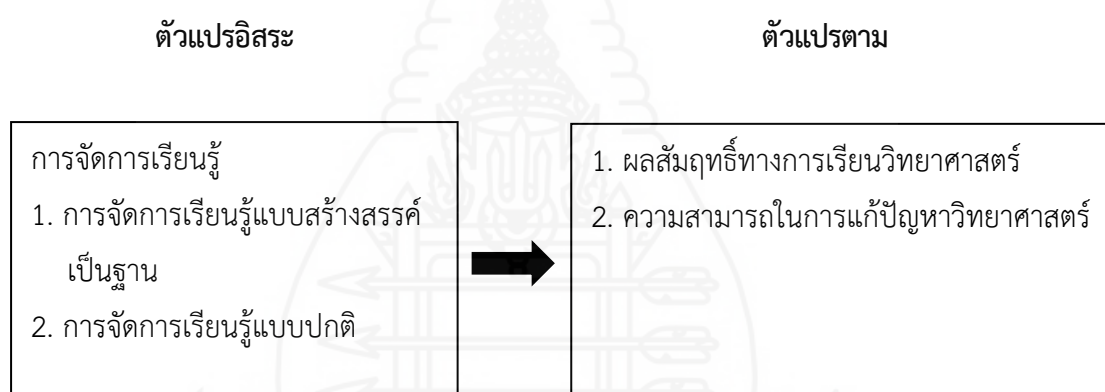 ตัวแปรอิสระ
ตัวแปรตาม
การจัดการเรียนรู้
1. การจัดการเรียนรู้แบบสร้างสรรค์
เป็นฐาน
2. การจัดการเรียนรู้แบบปกติ
1. ผลสัมฤทธิ์ทางการเรียนวิทยาศาสตร์
2. ความสามารถในการแก้ปัญหาวิทยาศาสตร์